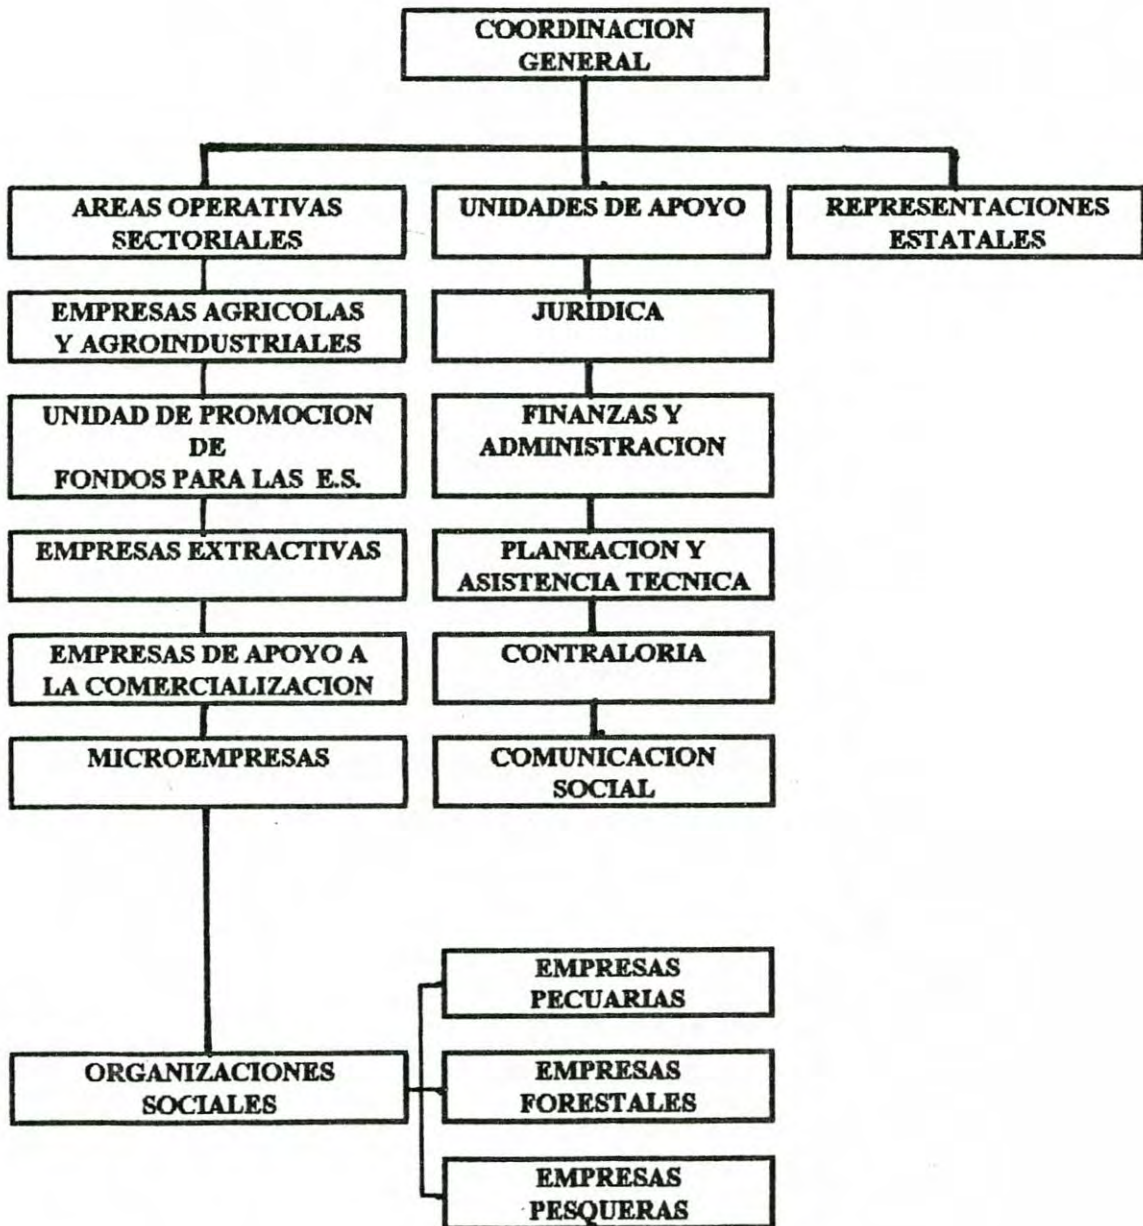 COORDINACION
GENERAL
AREAS OPERATIVAS
SECTORIALES
UNIDADES DE APOYO
REPRESENTACIONES
ESTATALES
EMPRESAS AGRICOLAS
Y AGROINDUSTRIALES
JURIDICA
UNIDAD DE PROMOCION
DE
FONDOS PARA LAS E.S.
FINANZAS Y
ADMINISTRACION
EMPRESAS EXTRACTIVAS
PLANEACION Y
ASISTENCIA TECNICA
EMPRESAS DE APOYO A
LA COMERCIALIZACION
CONTRALORIA
MICROEMPRESAS
COMUNICACION
SOCIAL
EMPRESAS
PECUARIAS
ORGANIZACIONES
SOCIALES
EMPRESAS
FORESTALES
EMPRESAS
PESQUERAS